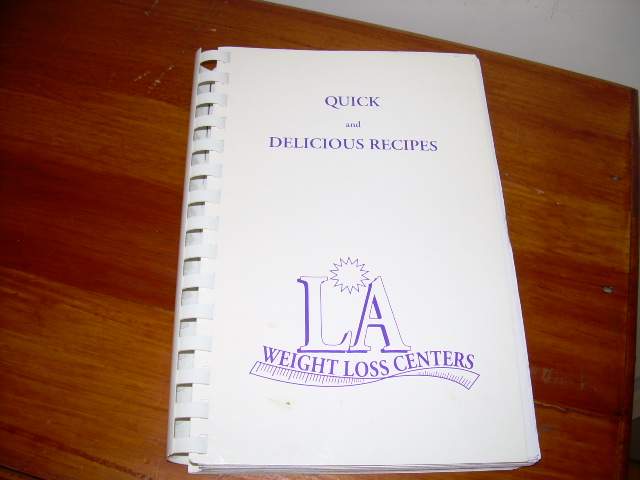 QUICK
and
DELICIOUS RECIPES
LA
WEIGHT LOSS CENTERS